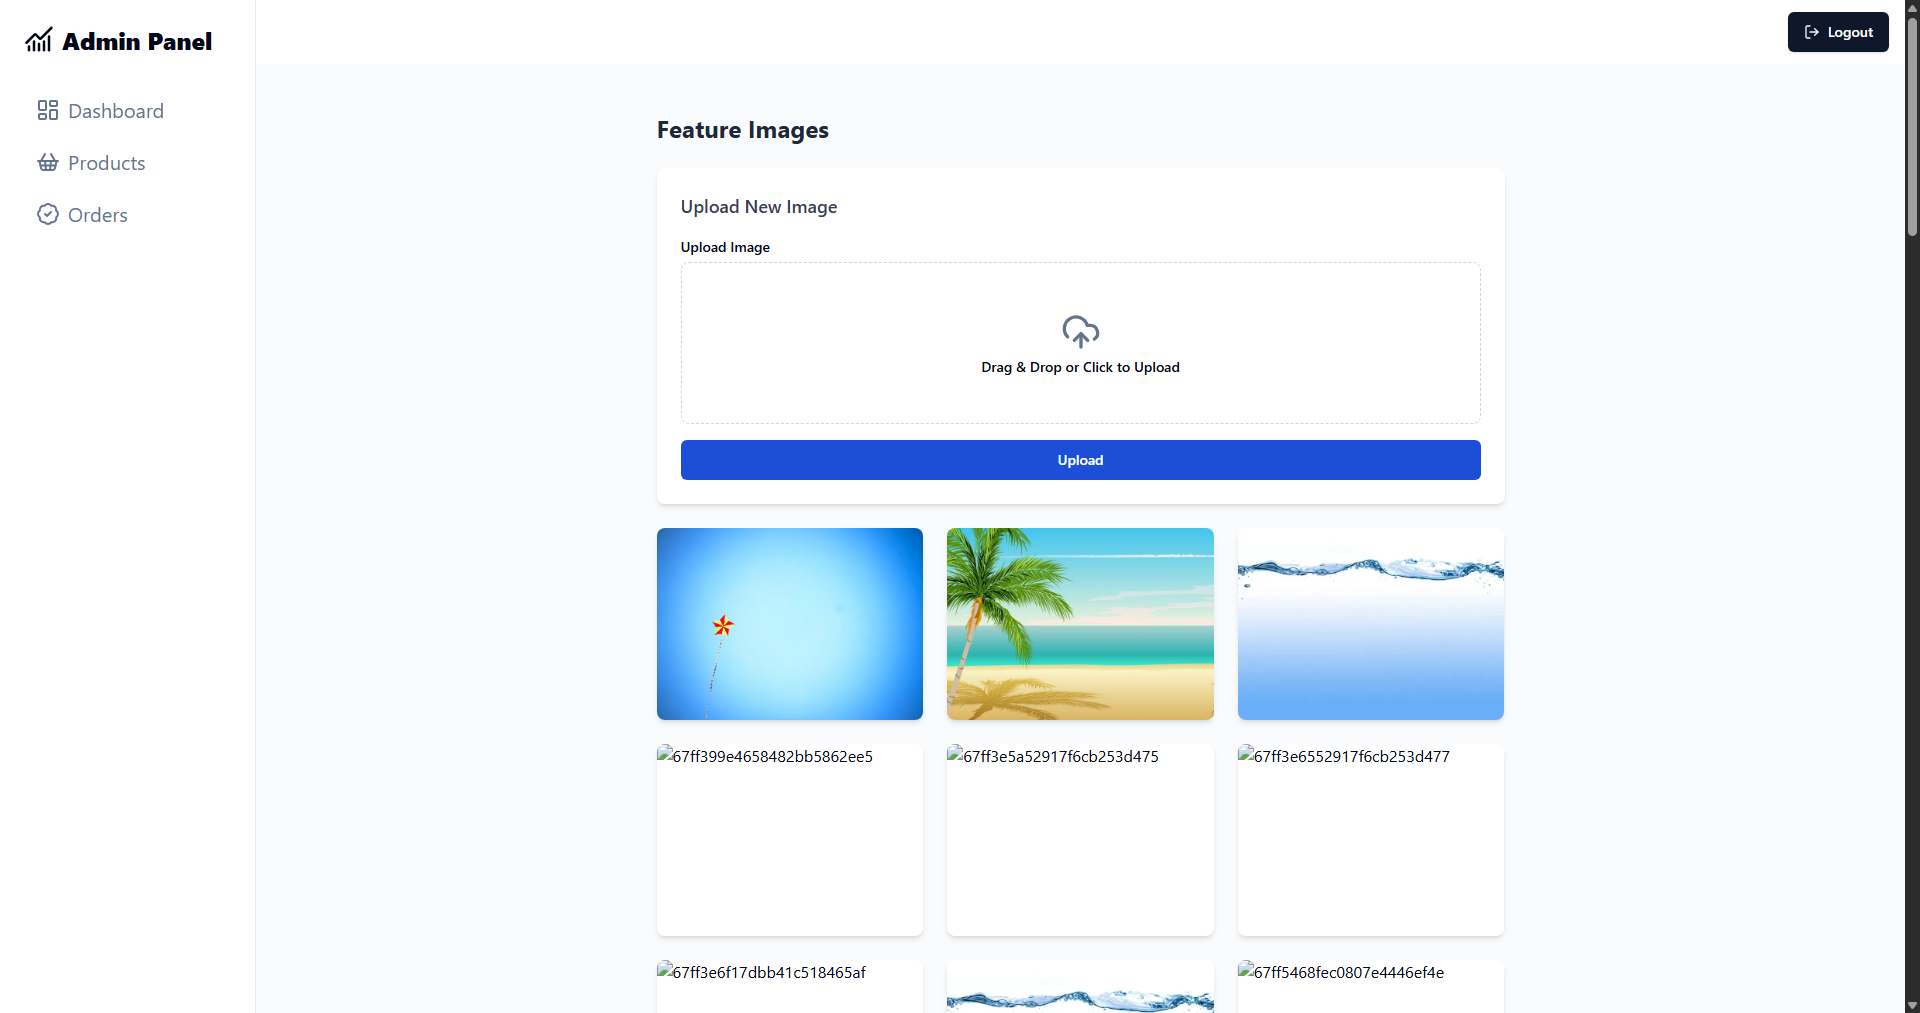 Admin Panel
Logout
Dashboard
Products
Orders
Feature Images
Upload New Image
Upload Image
Drag & Drop or Click to Upload
Upload
67ff399e4658482bb5862ee5
67ff3e5a52917f6cb253d475
67ff3e6552917f6cb253d477
67ff3e6f17dbb41c518465af
67ff5468fec0807e4446ef4e